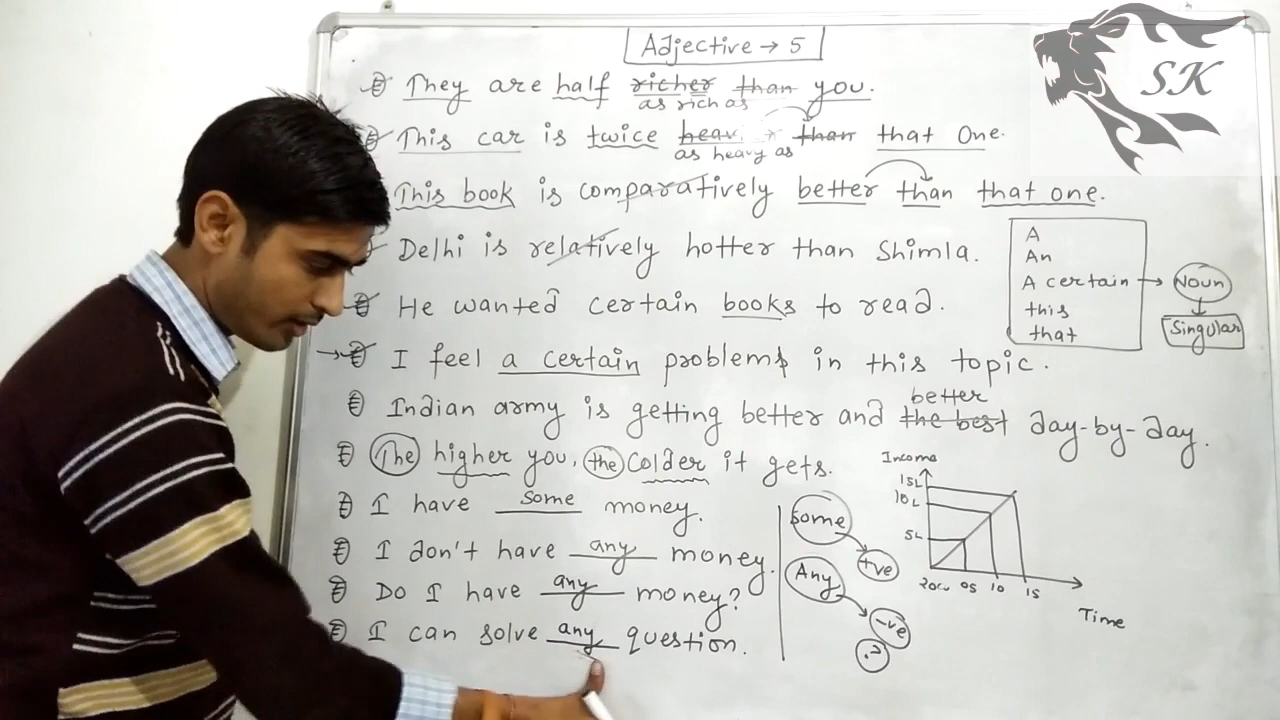 Adjective → 5
SK
They are half richer than you.
as rich as
This car is twice heavier than that One.
as heavy as
This book is comparatively better than that one.
Delhi is relatively hotter than Shimla.
He wanted certain books to read.
I feel a certain problems in this topic.
better
Indian army is getting better and the best day-by-day.
The higher you, the colder it gets.
I have some money.
I don't have any money.
Do I have any money?
I can solve any question.
A
An
A certain → Noun
this
that
Singular
Some
+ve
Any
-ve
?
Income
15L
10L
5L
05 10 15
Time